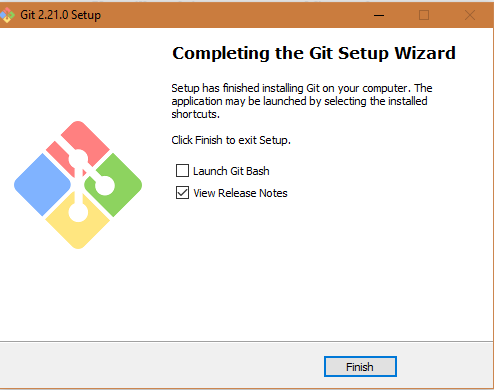 Git 2.21.0 Setup
Completing the Git Setup Wizard
Setup has finished installing Git on your computer. The
application may be launched by selecting the installed
shortcuts.
Click Finish to exit Setup.
Launch Git Bash
View Release Notes
Finish